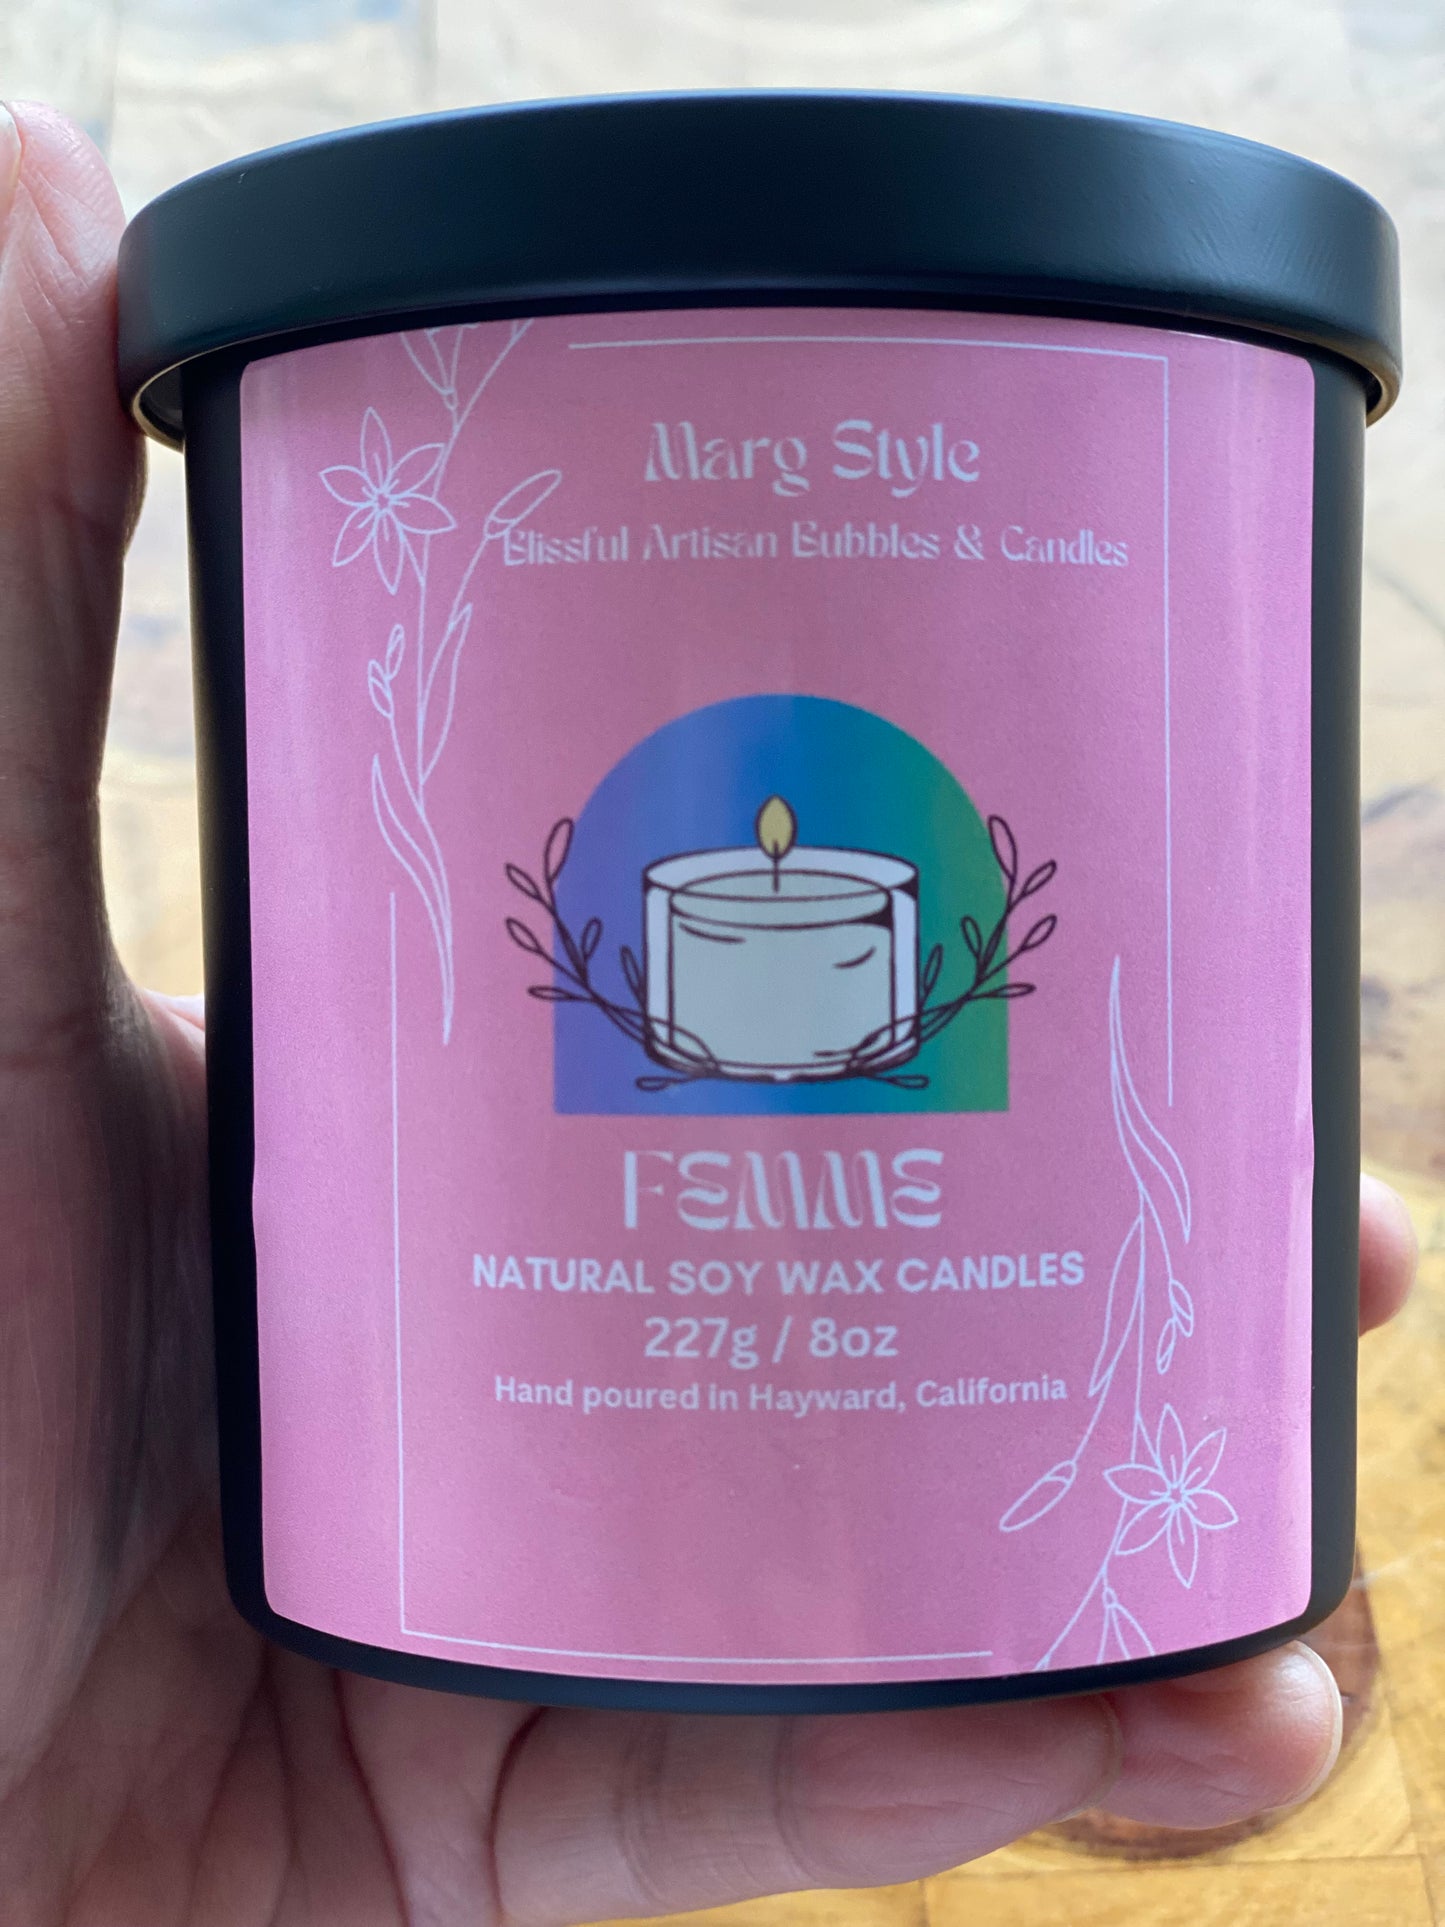 Marg Style
Blissful Artisan Bubbles & Candles
FEMME
NATURAL SOY WAX CANDLES
227g / 8oz
Hand poured in Hayward, California